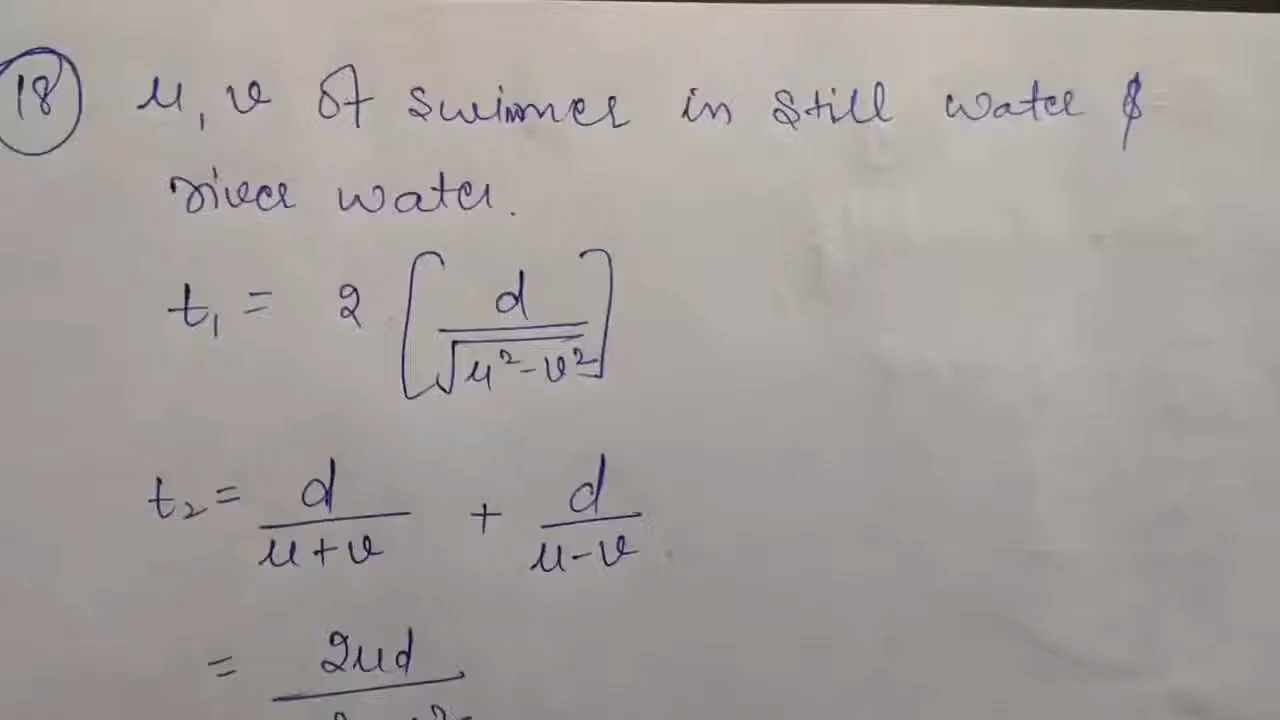 18 u, v of swimmer in still water &
river water.
t₁ = 2 [ d / √(u² - v²) ]
t₂ = d / (u + v) + d / (u - v)
= 2ud